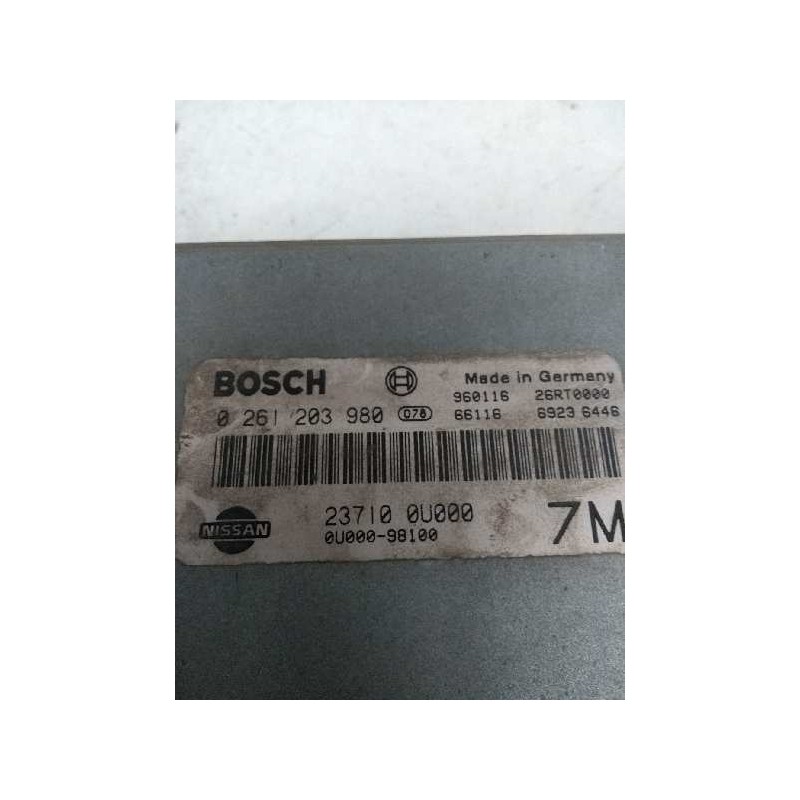 BOSCH
Made in Germany
960116 26RT0000
0 261 203 980 078 66116 6923 6446
NISSAN
23710 0U000
0U000-98100
7M